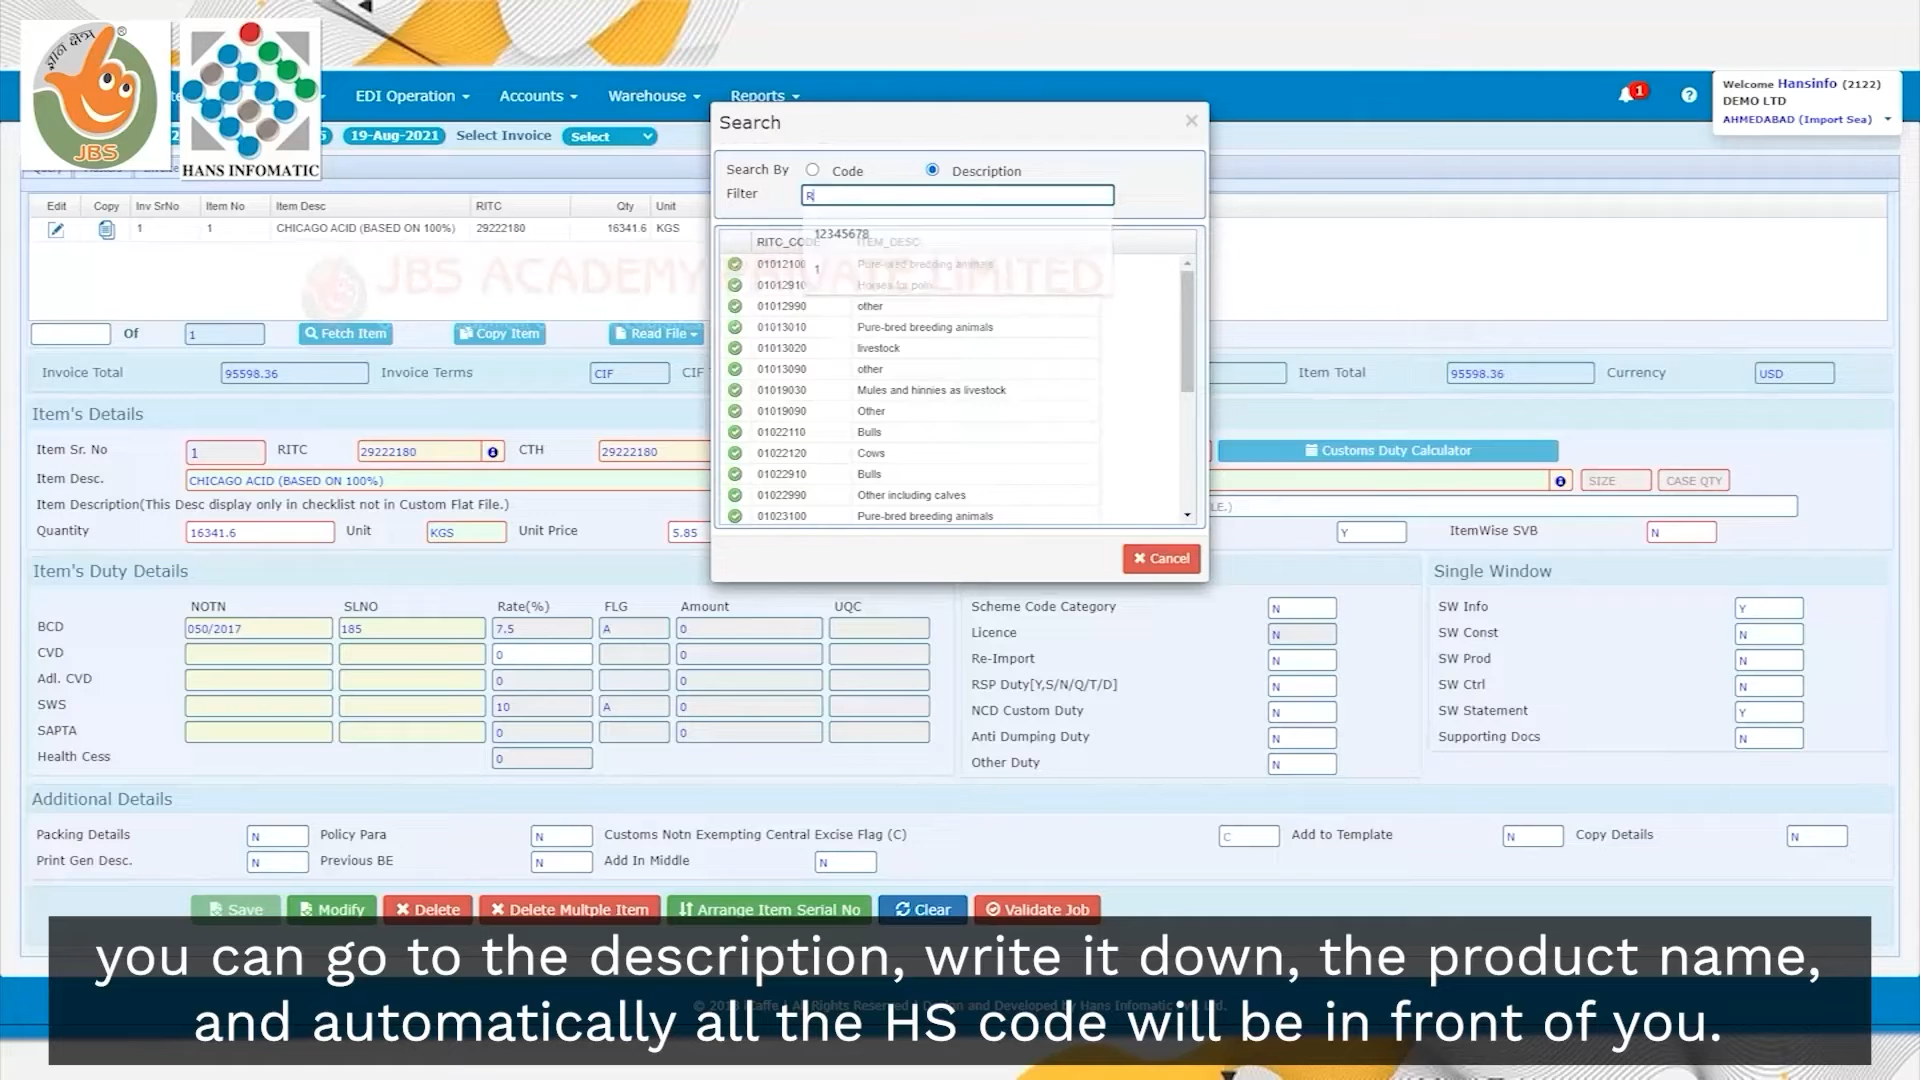 ज्ञान क्षेत्र
®
JBS
HANS INFOMATIC
EDI Operation
Accounts
Warehouse
Reports
1
Welcome Hansinfo (2122)
DEMO LTD
AHMEDABAD (Import Sea)
19-Aug-2021 Select Invoice Select
Search
Search By Code Description
Filter R
12345678
1
RITC_CODE ITEM_DESC
01012100 Pure-bred breeding animals
01012910 Horses for polo
01012990 other
01013010 Pure-bred breeding animals
01013020 livestock
01013090 other
01019030 Mules and hinnies as livestock
01019090 Other
01022110 Bulls
01022120 Cows
01022910 Bulls
01022990 Other including calves
01023100 Pure-bred breeding animals
Cancel
Edit Copy Inv SrNo Item No Item Desc RITC Qty Unit
1 1 CHICAGO ACID (BASED ON 100%) 29222180 16341.6 KGS
JBS ACADEMY PRIVATE LIMITED
Of 1 Fetch Item Copy Item Read File
Invoice Total 95598.36 Invoice Terms CIF CIF Item Total 95598.36 Currency USD
Item's Details
Item Sr. No 1 RITC 29222180 CTH 29222180 Customs Duty Calculator
Item Desc. CHICAGO ACID (BASED ON 100%) SIZE CASE QTY
Item Description(This Desc display only in checklist not in Custom Flat File.) LE.)
Quantity 16341.6 Unit KGS Unit Price 5.85 Y ItemWise SVB N
Item's Duty Details
NOTN SLNO Rate(%) FLG Amount UQC
BCD 050/2017 185 7.5 A 0
CVD 0 0
Adl. CVD 0 0
SWS 10 A 0
SAPTA 0 0
Health Cess 0
Scheme Code Category N
Licence N
Re-Import N
RSP Duty[Y,S/N/Q/T/D] N
NCD Custom Duty N
Anti Dumping Duty N
Other Duty N
Single Window
SW Info Y
SW Const N
SW Prod N
SW Ctrl N
SW Statement Y
Supporting Docs N
Additional Details
Packing Details N Policy Para N Customs Notn Exempting Central Excise Flag (C) C Add to Template N Copy Details N
Print Gen Desc. N Previous BE N Add In Middle N
Save Modify Delete Delete Multple Item Arrange Item Serial No Clear Validate Job
you can go to the description, write it down, the product name,
and automatically all the HS code will be in front of you.